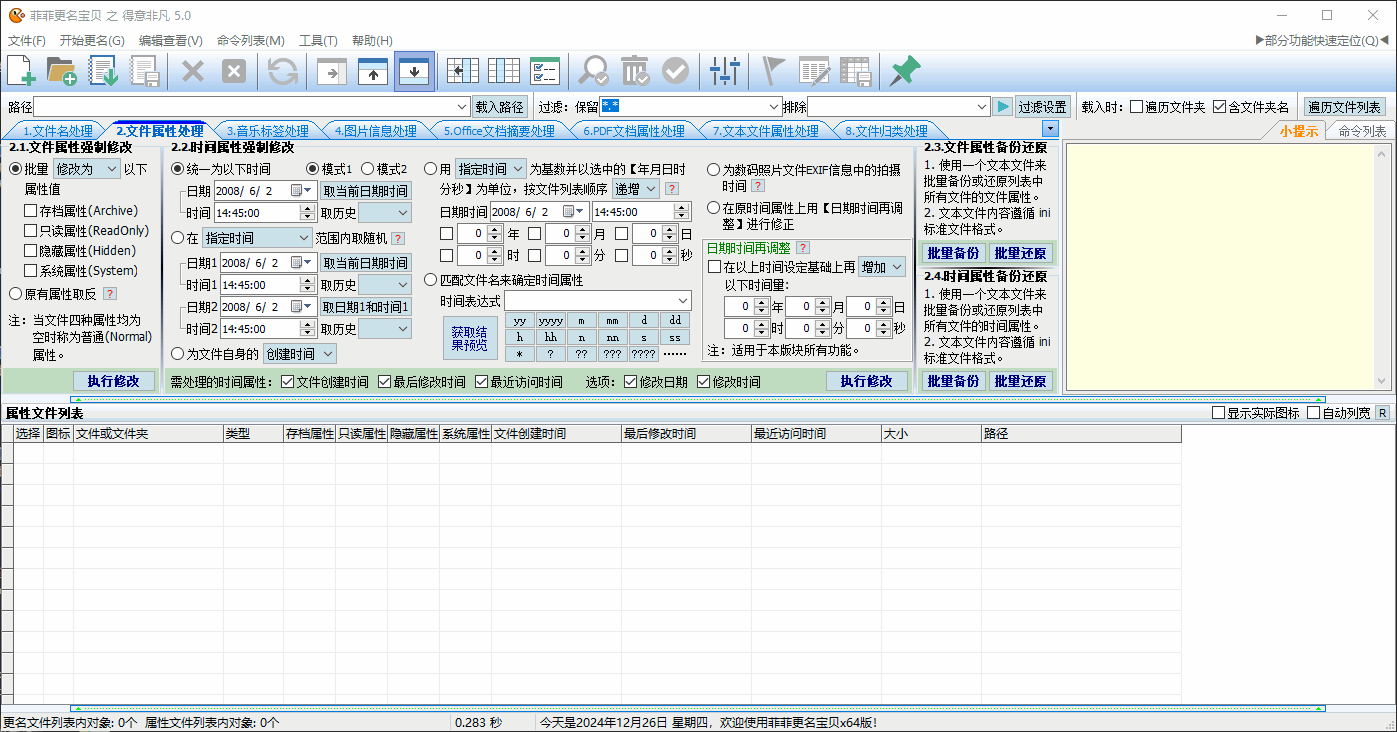 菲菲更名宝贝 之 得意非凡 5.0
文件(F) 开始更名(G) 编辑查看(V) 命令列表(M) 工具(T) 帮助(H) ▶部分功能快速定位(Q)◀
路径 载入路径 过滤: 保留 *.* 排除 过滤设置 载入时: 遍历文件夹 含文件夹名 遍历文件列表
1.文件名处理 2.文件属性处理 3.音乐标签处理 4.图片信息处理 5.Office文档摘要处理 6.PDF文档属性处理 7.文本文件属性处理 8.文件归类处理 小提示 命令列表
2.1.文件属性强制修改
批量 修改为 以下
属性值
存档属性(Archive)
只读属性(ReadOnly)
隐藏属性(Hidden)
系统属性(System)
原有属性取反 ?
注: 当文件四种属性均为
空时称为普通(Normal)
属性。
执行修改
2.2.时间属性强制修改
统一为以下时间 模式1 模式2
日期 2008/ 6/ 2 取当前日期时间
时间 14:45:00 取历史
在 指定时间 范围内取随机 ?
日期1 2008/ 6/ 2 取当前日期时间
时间1 14:45:00 取历史
日期2 2008/ 6/ 2 取日期1和时间1
时间2 14:45:00 取历史
为文件自身的 创建时间
用 指定时间 为基数并以选中的【年月日时
分秒】为单位，按文件列表顺序 递增 ?
日期时间 2008/ 6/ 2 14:45:00
0 年 0 月 0 日
0 时 0 分 0 秒
匹配文件名来确定时间属性
时间表达式
获取结
果预览
yy yyyy m mm d dd
h hh n nn s ss
* ? ?? ??? ???? ······
为数码照片文件EXIF信息中的拍摄
时间 ?
在原时间属性上用【日期时间再调
整】进行修正
日期时间再调整 ?
在以上时间设定基础上再 增加
以下时间量:
0 年 0 月 0 日
0 时 0 分 0 秒
注: 适用于本版块所有功能。
需处理的时间属性: 文件创建时间 最后修改时间 最近访问时间 选项: 修改日期 修改时间 执行修改
2.3.文件属性备份还原
1. 使用一个文本文件来
批量备份或还原列表中
所有文件的文件属性。
2. 文本文件内容遵循 ini
标准文件格式。
批量备份 批量还原
2.4.时间属性备份还原
1. 使用一个文本文件来
批量备份或还原列表中
所有文件的时间属性。
2. 文本文件内容遵循 ini
标准文件格式。
批量备份 批量还原
属性文件列表 显示实际图标 自动列宽 R
选择 图标 文件或文件夹 类型 存档属性 只读属性 隐藏属性 系统属性 文件创建时间 最后修改时间 最近访问时间 大小 路径
更名文件列表内对象: 0个 属性文件列表内对象: 0个 0.283 秒 今天是2024年12月26日 星期四，欢迎使用菲菲更名宝贝x64版!